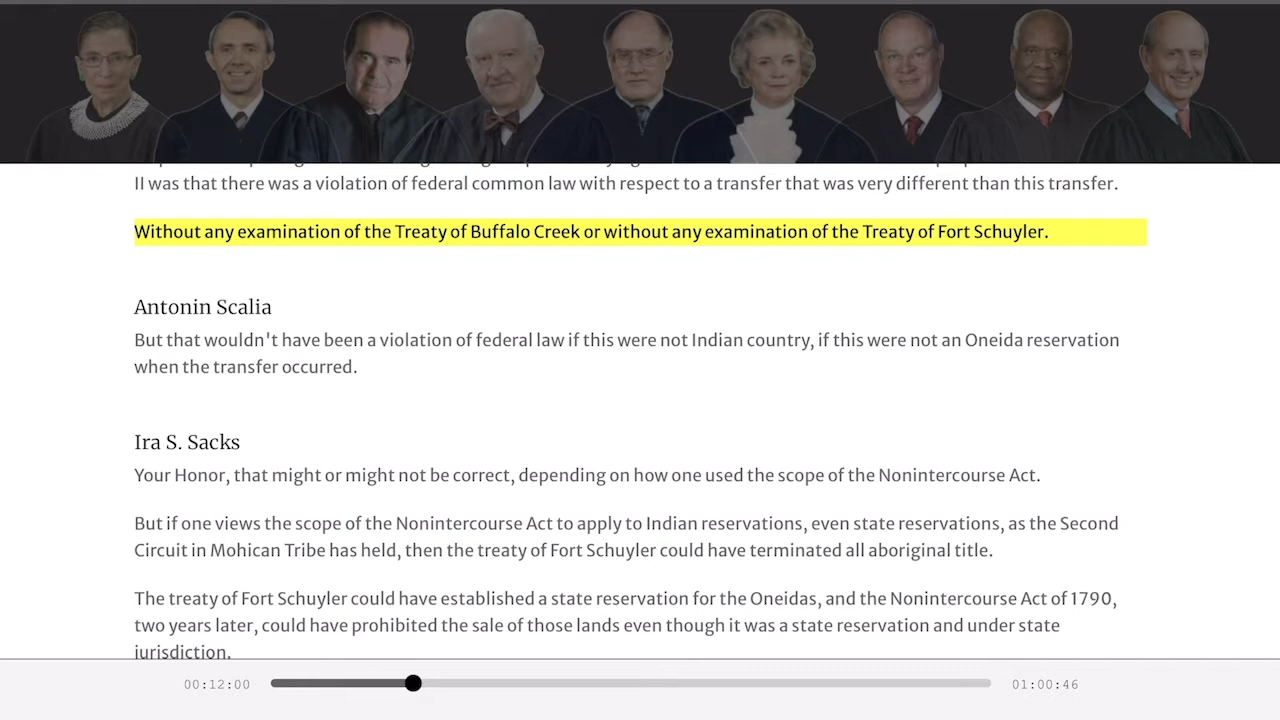 II was that there was a violation of federal common law with respect to a transfer that was very different than this transfer.
Without any examination of the Treaty of Buffalo Creek or without any examination of the Treaty of Fort Schuyler.
Antonin Scalia
But that wouldn't have been a violation of federal law if this were not Indian country, if this were not an Oneida reservation
when the transfer occurred.
Ira S. Sacks
Your Honor, that might or might not be correct, depending on how one used the scope of the Nonintercourse Act.
But if one views the scope of the Nonintercourse Act to apply to Indian reservations, even state reservations, as the Second
Circuit in Mohican Tribe has held, then the treaty of Fort Schuyler could have terminated all aboriginal title.
The treaty of Fort Schuyler could have established a state reservation for the Oneidas, and the Nonintercourse Act of 1790,
two years later, could have prohibited the sale of those lands even though it was a state reservation and under state
jurisdiction.
00:12:00
01:00:46